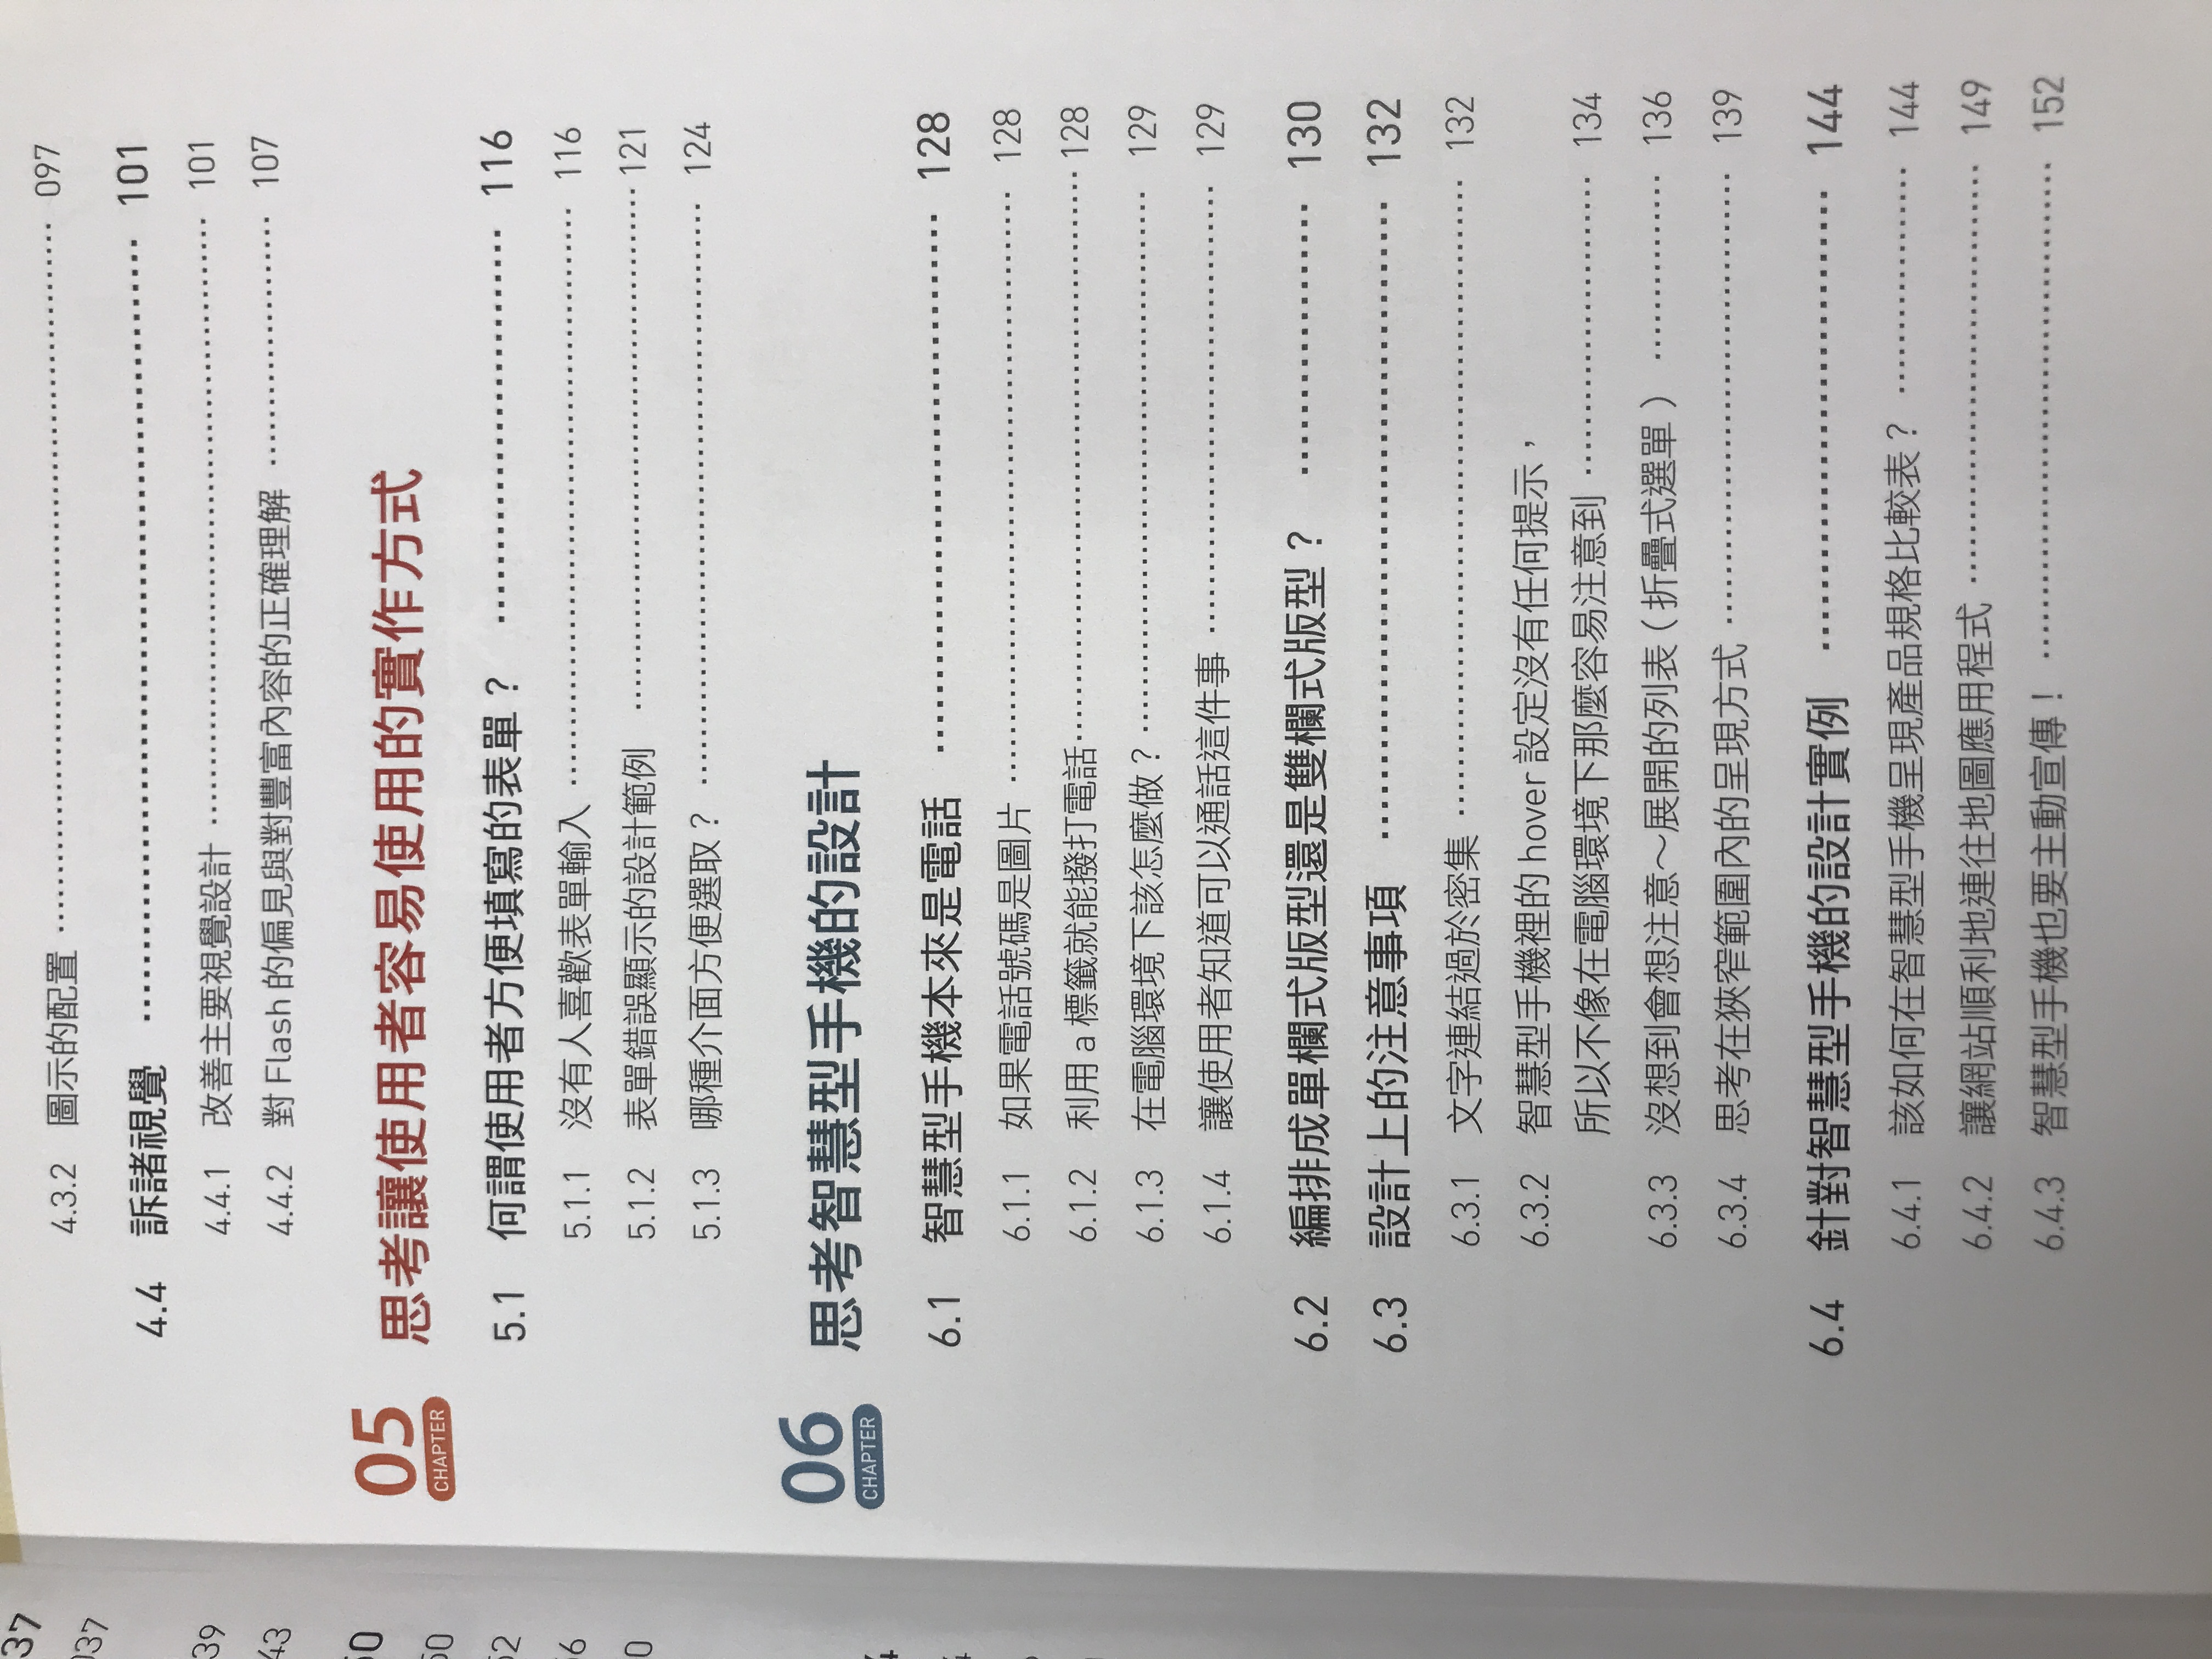 4.3.2 圖示的配置 097
4.4 訴諸視覺 101
4.4.1 改善主要視覺設計 101
4.4.2 對 Flash 的偏見與對豐富內容的正確理解 107
05 思考讓使用者容易使用的實作方式
CHAPTER
5.1 何謂使用者方便填寫的表單？ 116
5.1.1 沒有人喜歡表單輸入 116
5.1.2 表單錯誤顯示的設計範例 121
5.1.3 哪種介面方便選取？ 124
06 思考智慧型手機的設計
CHAPTER
6.1 智慧型手機本來是電話 128
6.1.1 如果電話號碼是圖片 128
6.1.2 利用 a 標籤就能撥打電話 128
6.1.3 在電腦環境下該怎麼做？ 129
6.1.4 讓使用者知道可以通話這件事 129
6.2 編排成單欄式版型還是雙欄式版型？ 130
6.3 設計上的注意事項 132
6.3.1 文字連結過於密集 132
6.3.2 智慧型手機裡的 hover 設定沒有任何提示，
所以不像在電腦環境下那麼容易注意到 134
6.3.3 沒想到會想注意～展開的列表（折疊式選單） 136
6.3.4 思考在狹窄範圍內的呈現方式 139
6.4 針對智慧型手機的設計實例 144
6.4.1 該如何在智慧型手機呈現產品規格比較表？ 144
6.4.2 讓網站順利地連往地圖應用程式 149
6.4.3 智慧型手機也要主動宣傳！ 152